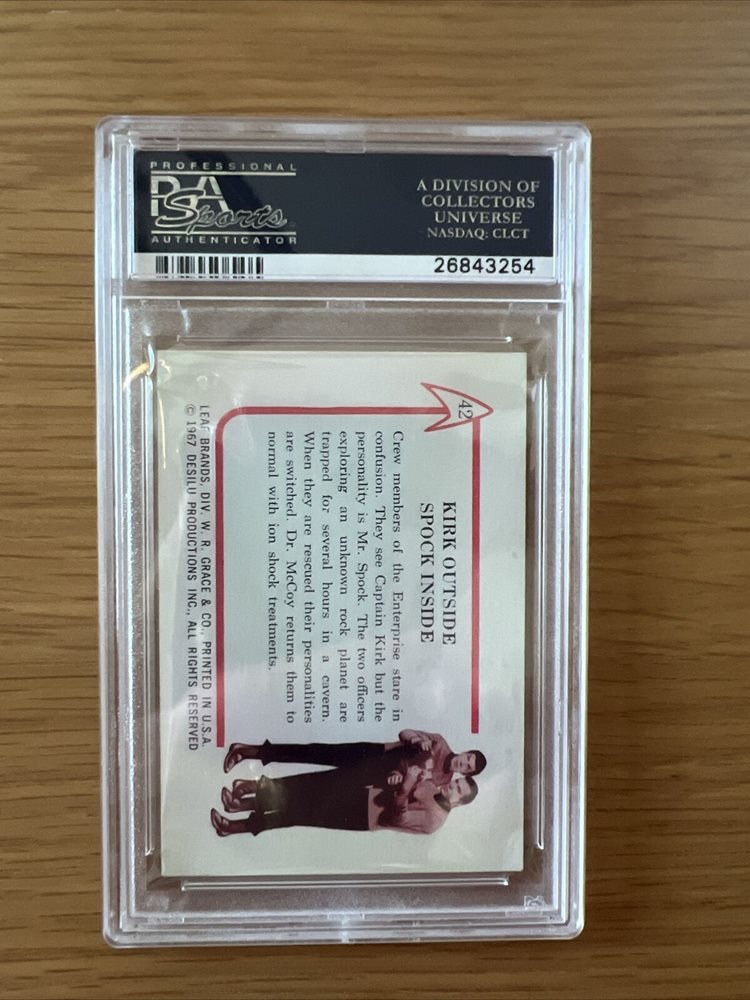 PROFESSIONAL
PSA
Sports
AUTHENTICATOR
A DIVISION OF
COLLECTORS
UNIVERSE
NASDAQ: CLCT
26843254
42
KIRK OUTSIDE
SPOCK INSIDE
Crew members of the Enterprise stare in
confusion. They see Captain Kirk but the
personality is Mr. Spock. The two officers
exploring an unknown rock planet are
trapped for several hours in a cavern.
When they are rescued their personalities
are switched. Dr. McCoy returns them to
normal with ion shock treatments.
LEAF BRANDS, DIV. W. R. GRACE & CO., PRINTED IN U.S.A.
© 1967 DESILU PRODUCTIONS INC., ALL RIGHTS RESERVED